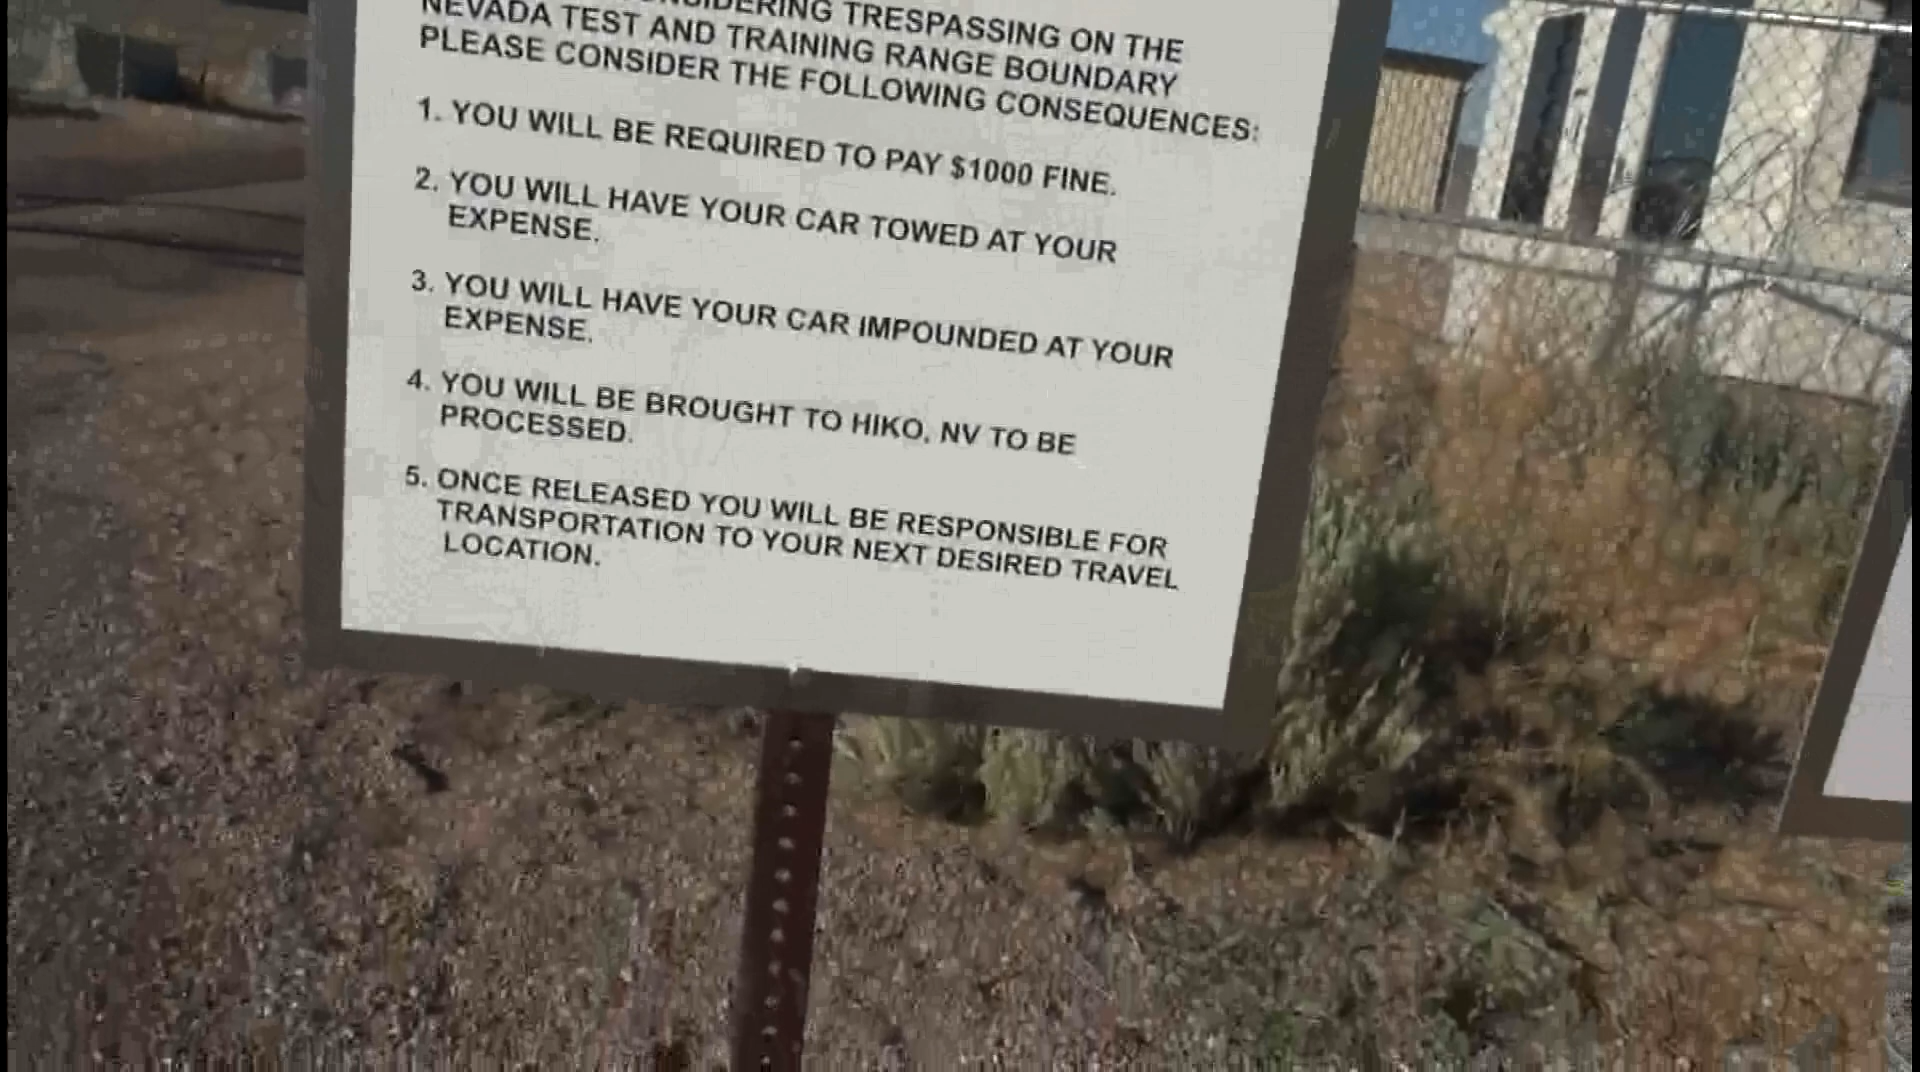 TRESPASSING ON THE
NEVADA TEST AND TRAINING RANGE BOUNDARY
PLEASE CONSIDER THE FOLLOWING CONSEQUENCES:
1. YOU WILL BE REQUIRED TO PAY $1000 FINE.
2. YOU WILL HAVE YOUR CAR TOWED AT YOUR
EXPENSE.
3. YOU WILL HAVE YOUR CAR IMPOUNDED AT YOUR
EXPENSE.
4. YOU WILL BE BROUGHT TO HIKO, NV TO BE
PROCESSED.
5. ONCE RELEASED YOU WILL BE RESPONSIBLE FOR
TRANSPORTATION TO YOUR NEXT DESIRED TRAVEL
LOCATION.